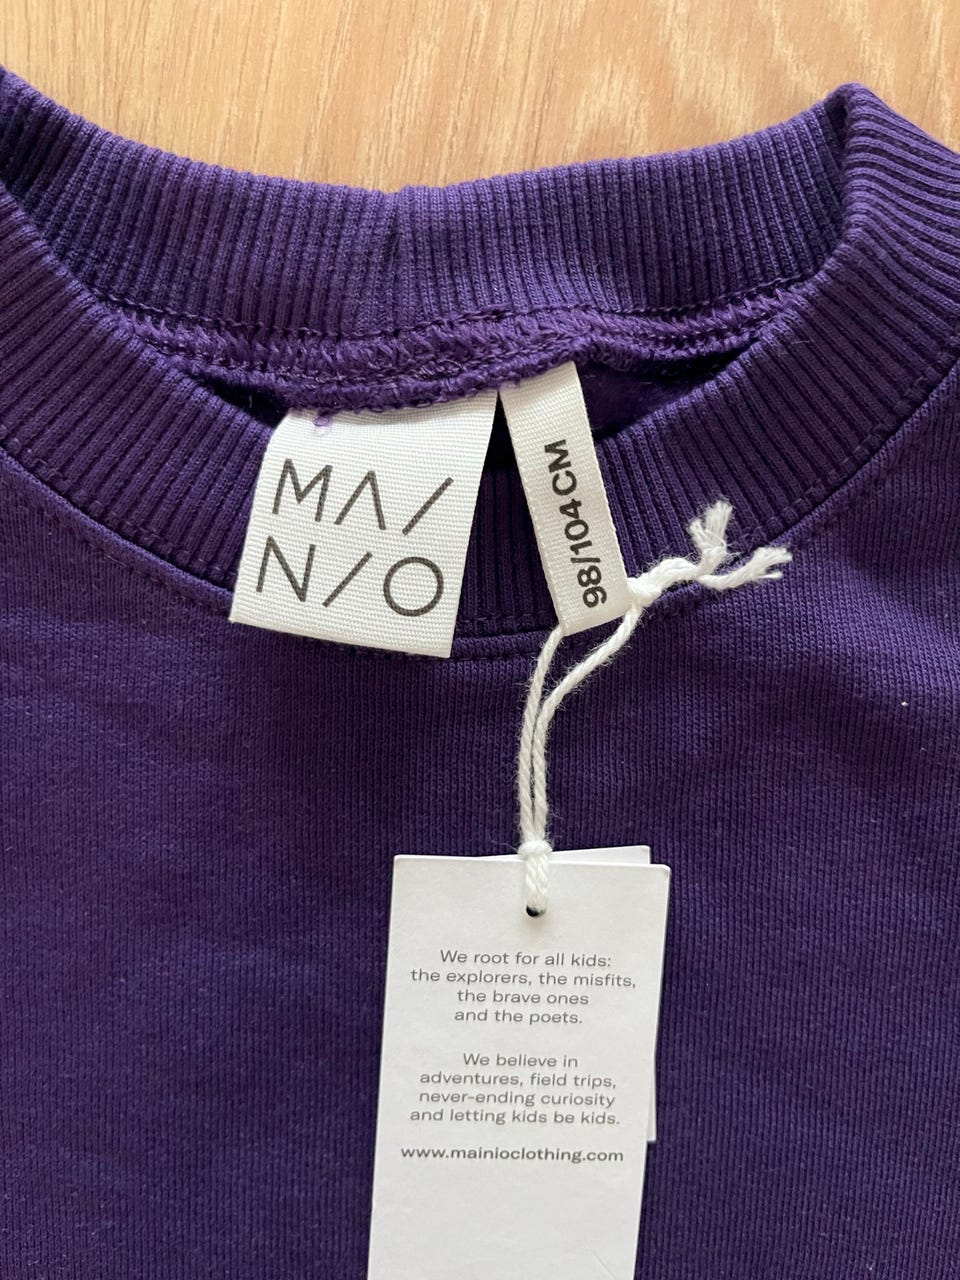 MA/
N/O
98/104 CM
We root for all kids:
the explorers, the misfits,
the brave ones
and the poets.
We believe in
adventures, field trips,
never-ending curiosity
and letting kids be kids.
www.mainioclothing.com